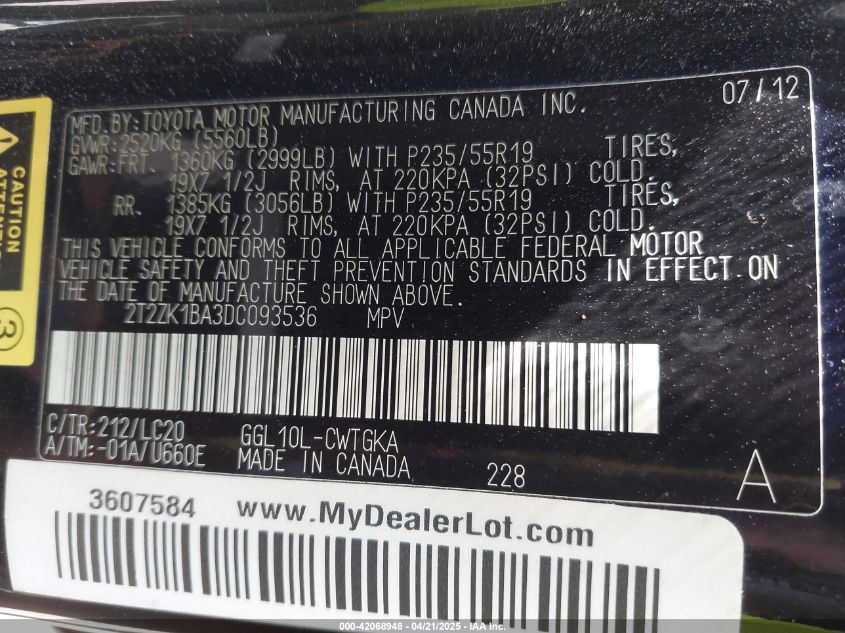 07/12
MFD.BY:TOYOTA MOTOR MANUFACTURING CANADA INC.
GVWR:2520KG (5560LB)
GAWR:FRT. 1360KG (2999LB) WITH P235/55R19 TIRES,
19X7 1/2J RIMS, AT 220KPA (32PSI) COLD.
RR. 1385KG (3056LB) WITH P235/55R19 TIRES,
19X7 1/2J RIMS, AT 220KPA (32PSI) COLD.
THIS VEHICLE CONFORMS TO ALL APPLICABLE FEDERAL MOTOR
VEHICLE SAFETY AND THEFT PREVENTION STANDARDS IN EFFECT ON
THE DATE OF MANUFACTURE SHOWN ABOVE.
2T2ZK1BA3DC093536 MPV
C/TR:212/LC20 GGL10L-CWTGKA
A/TM:-01A/U660E MADE IN CANADA 228 A
CAUTION
3
3607584 www.MyDealerLot.com
000-42068948 - 04/21/2025 - IAA Inc.